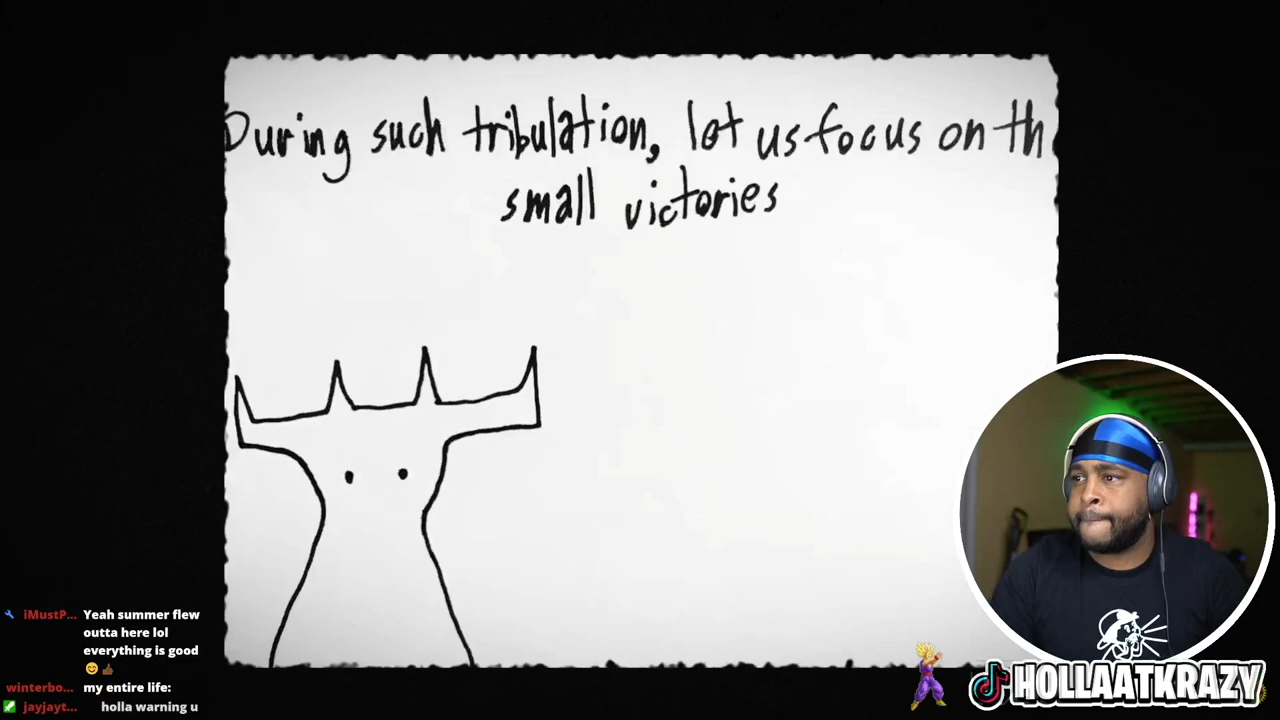 During such tribulation, let us focus on th
small victories
iMustP... Yeah summer flew
outta here lol
everything is good
winterbo... my entire life:
jayjayt... holla warning u
HOLLAATKRAZY